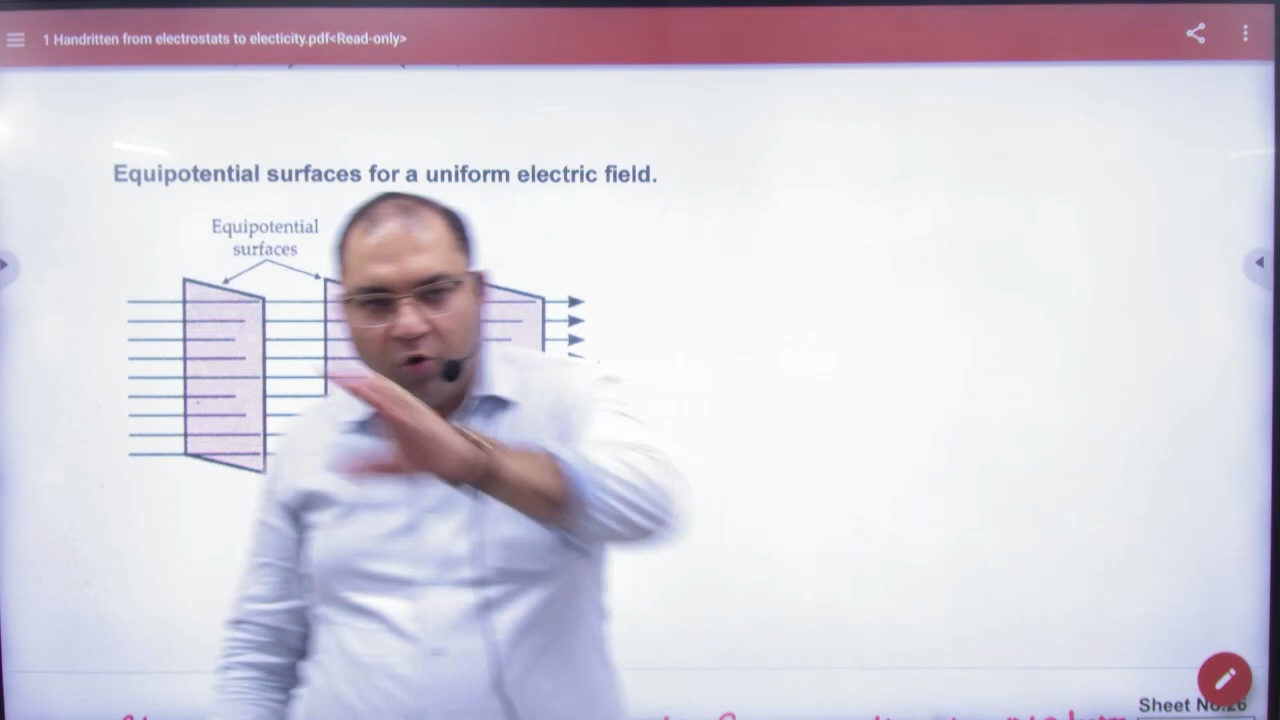 1 Handritten from electrostats to electicity.pdf<Read-only>
Equipotential surfaces for a uniform electric field.
Equipotential
surfaces
Sheet No.26